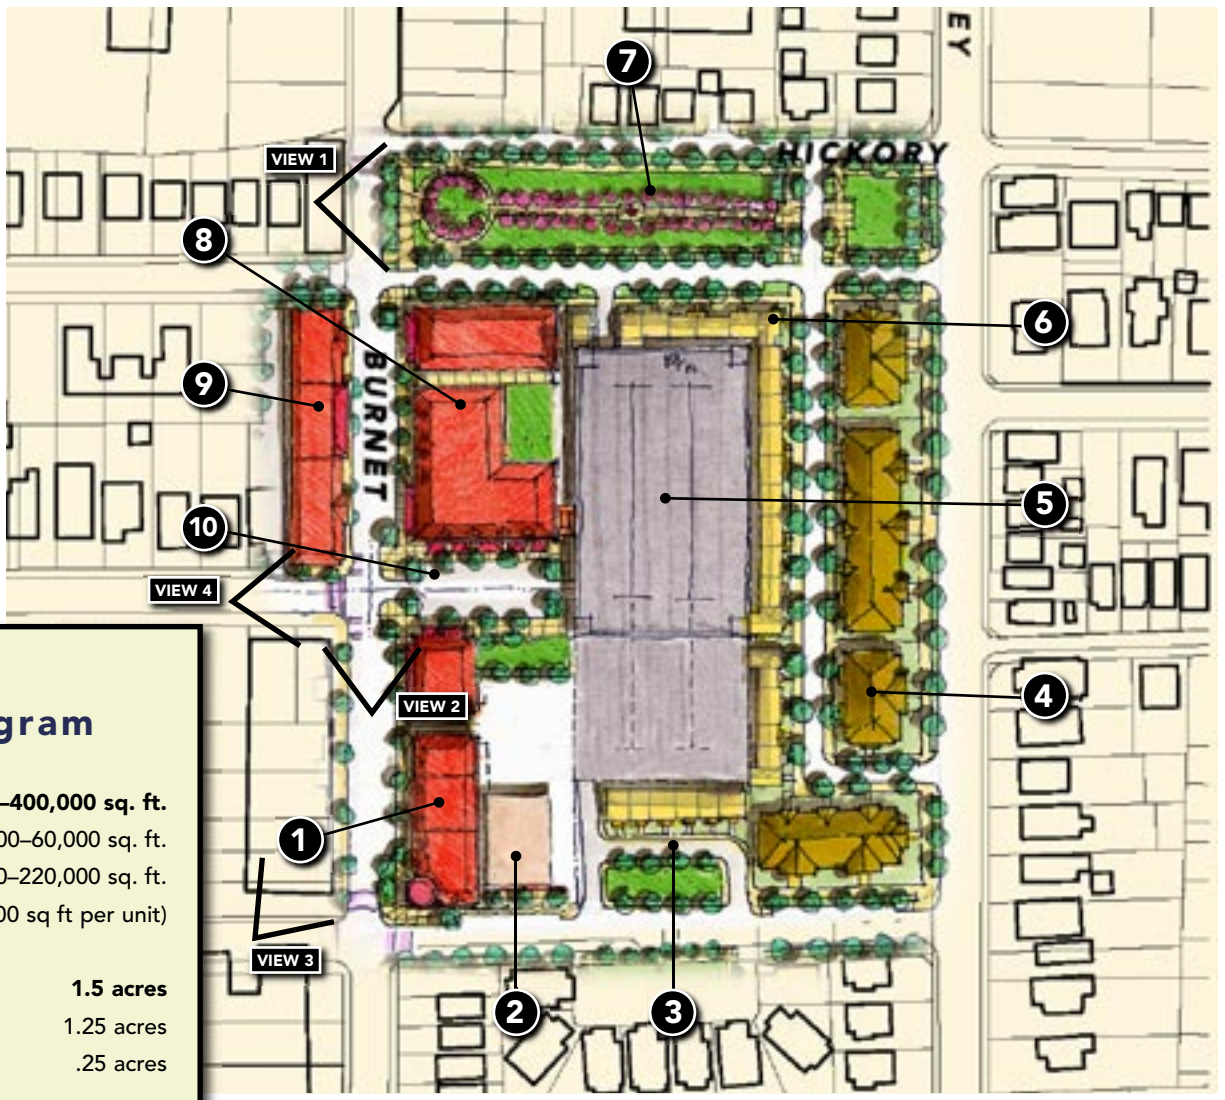 EY
7
HICKORY
VIEW 1
8
6
BURNET
9
5
10
VIEW 4
4
VIEW 2
gram
–400,000 sq. ft.
00–60,000 sq. ft.
0–220,000 sq. ft.
00 sq ft per unit)
1
VIEW 3
1.5 acres
2
3
1.25 acres
.25 acres